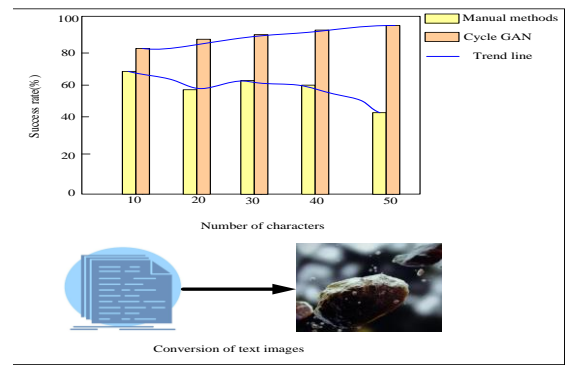 100
80
60
40
20
0
Success rate(%)
10 20 30 40 50
Number of characters
Manual methods
Cycle GAN
Trend line
Conversion of text images